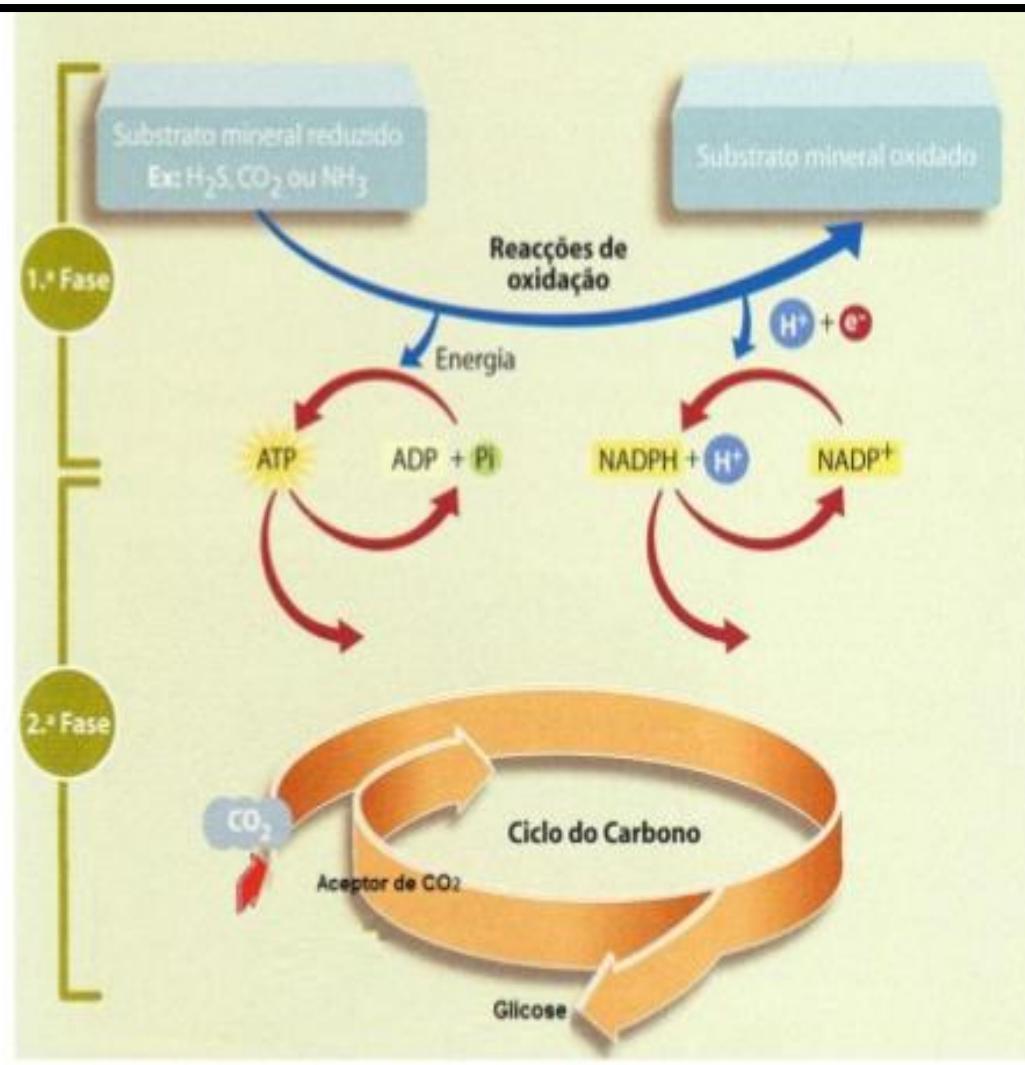 Substrato mineral reduzido
Ex: H₂S, CO₂ ou NH₃
Substrato mineral oxidado
Reacções de
oxidação
1.ª Fase
H⁺ + e⁻
Energia
ATP
ADP + Pi
NADPH + H⁺
NADP⁺
2.ª Fase
CO₂
Ciclo do Carbono
Aceptor de CO2
Glicose